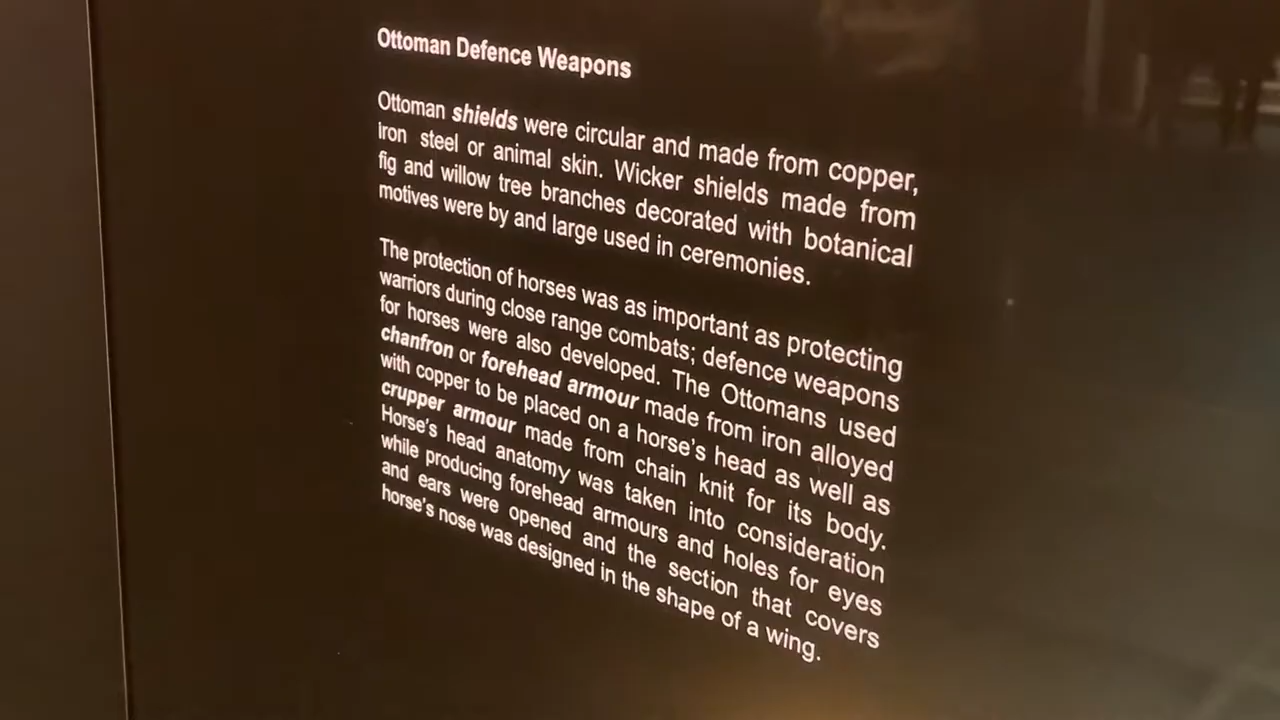 Ottoman Defence Weapons
Ottoman shields were circular and made from copper,
iron steel or animal skin. Wicker shields made from
fig and willow tree branches decorated with botanical
motives were by and large used in ceremonies.
The protection of horses was as important as protecting
warriors during close range combats; defence weapons
for horses were also developed. The Ottomans used
chanfron or forehead armour made from iron alloyed
with copper to be placed on a horse's head as well as
crupper armour made from chain knit for its body.
Horse's head anatomy was taken into consideration
while producing forehead armours and holes for eyes
and ears were opened and the section that covers
horse's nose was designed in the shape of a wing.